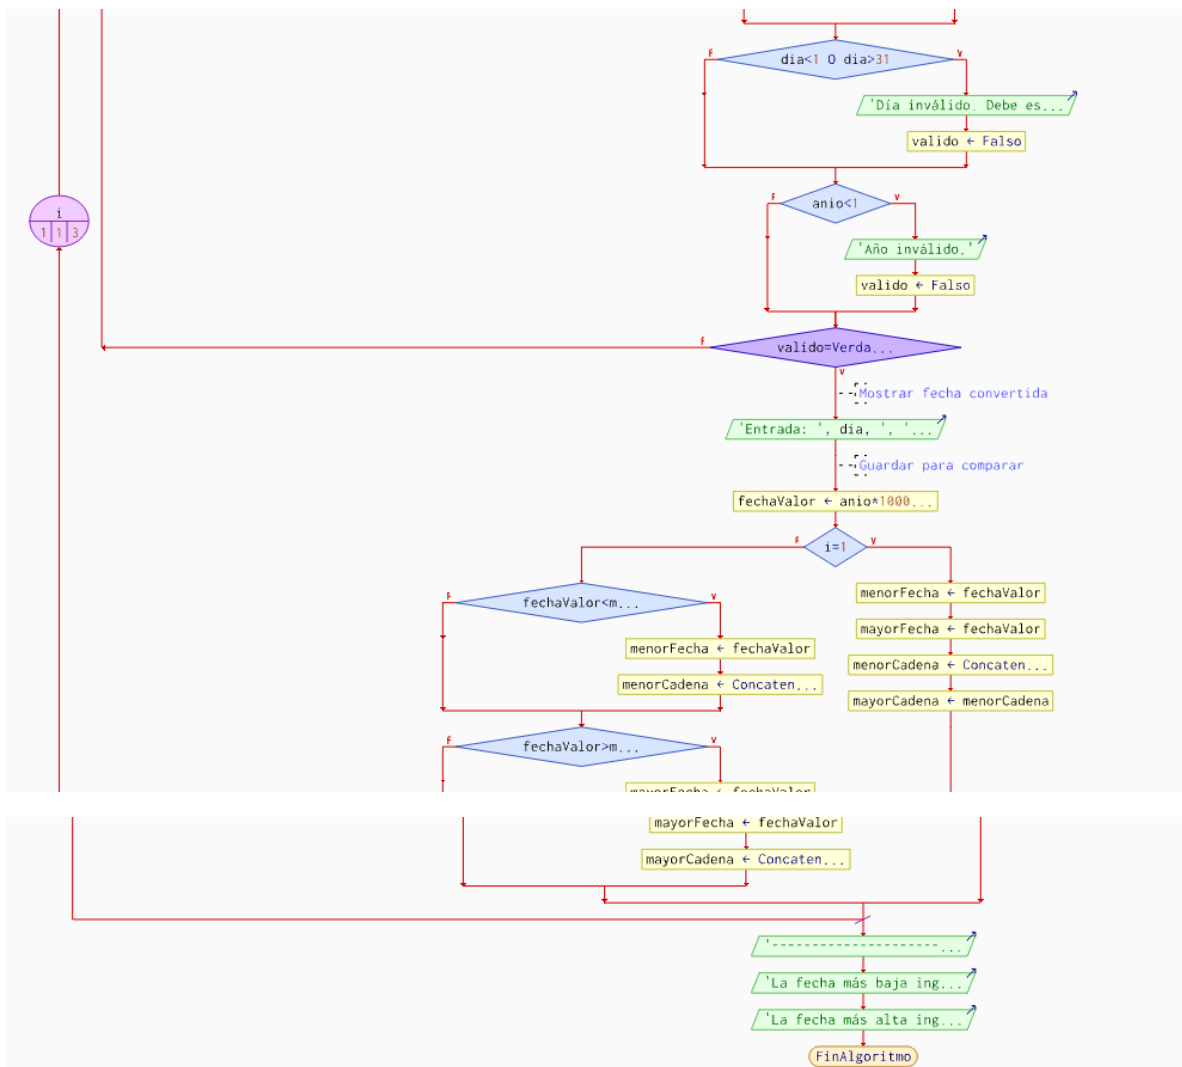 F
dia<1 O dia>31
V
'Día inválido. Debe es...
valido ← Falso
F
anio<1
V
i
1 1 3
'Año inválido.'
valido ← Falso
F
valido=Verda...
V
Mostrar fecha convertida
'Entrada: ', dia, ', '...
Guardar para comparar
fechaValor ← anio*1000...
F
i=1
V
F
fechaValor<m...
V
menorFecha ← fechaValor
mayorFecha ← fechaValor
menorFecha ← fechaValor
menorCadena ← Concaten...
menorCadena ← Concaten...
mayorCadena ← menorCadena
F
fechaValor>m...
V
mayorFecha ← fechaValor
mayorFecha ← fechaValor
mayorCadena ← Concaten...
'---------------------...
'La fecha más baja ing...
'La fecha más alta ing...
FinAlgoritmo